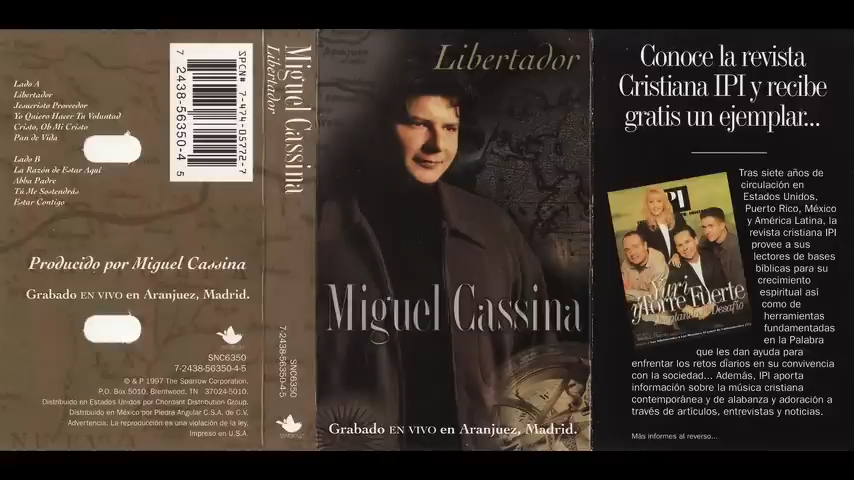 Lado A
Libertador
Jesucristo Proveedor
Yo Quiero Hacer Tu Voluntad
Cristo, Oh Mi Cristo
Pan de Vida
Lado B
La Razón de Estar Aquí
Abba Padre
Tú Me Sostendrás
Estar Contigo
SPCN# 7-474-05772-7
7 2438-56350-4 5
Producido por Miguel Cassina
Grabado EN VIVO en Aranjuez, Madrid.
SNC6350
7-2438-56350-4-5
© & P 1997 The Sparrow Corporation.
P.O. Box 5010, Brentwood, TN 37024-5010.
Distribuido en Estados Unidos por Chordant Distribution Group.
Distribuido en México por Piedra Angular C.S.A. de C.V.
Advertencia: La reproducción es una violación de la ley.
Impreso en U.S.A.
Miguel Cassina
Libertador
SNC6350
7-2438-56350-4-5
Libertador
Miguel Cassina
Grabado EN VIVO en Aranjuez, Madrid.
Conoce la revista
Cristiana IPI y recibe
gratis un ejemplar...
IPI
Yuri
y Torre Fuerte
Desafío
Tras siete años de
circulación en
Estados Unidos,
Puerto Rico, México
y América Latina, la
revista cristiana IPI
provee a sus
lectores de bases
bíblicas para su
crecimiento
espiritual así
como de
herramientas
fundamentadas
en la Palabra
que les dan ayuda para
enfrentar los retos diarios en su convivencia
con la sociedad... Además, IPI aporta
información sobre la música cristiana
contemporánea y de alabanza y adoración a
través de artículos, entrevistas y noticias.
Más informes al reverso...